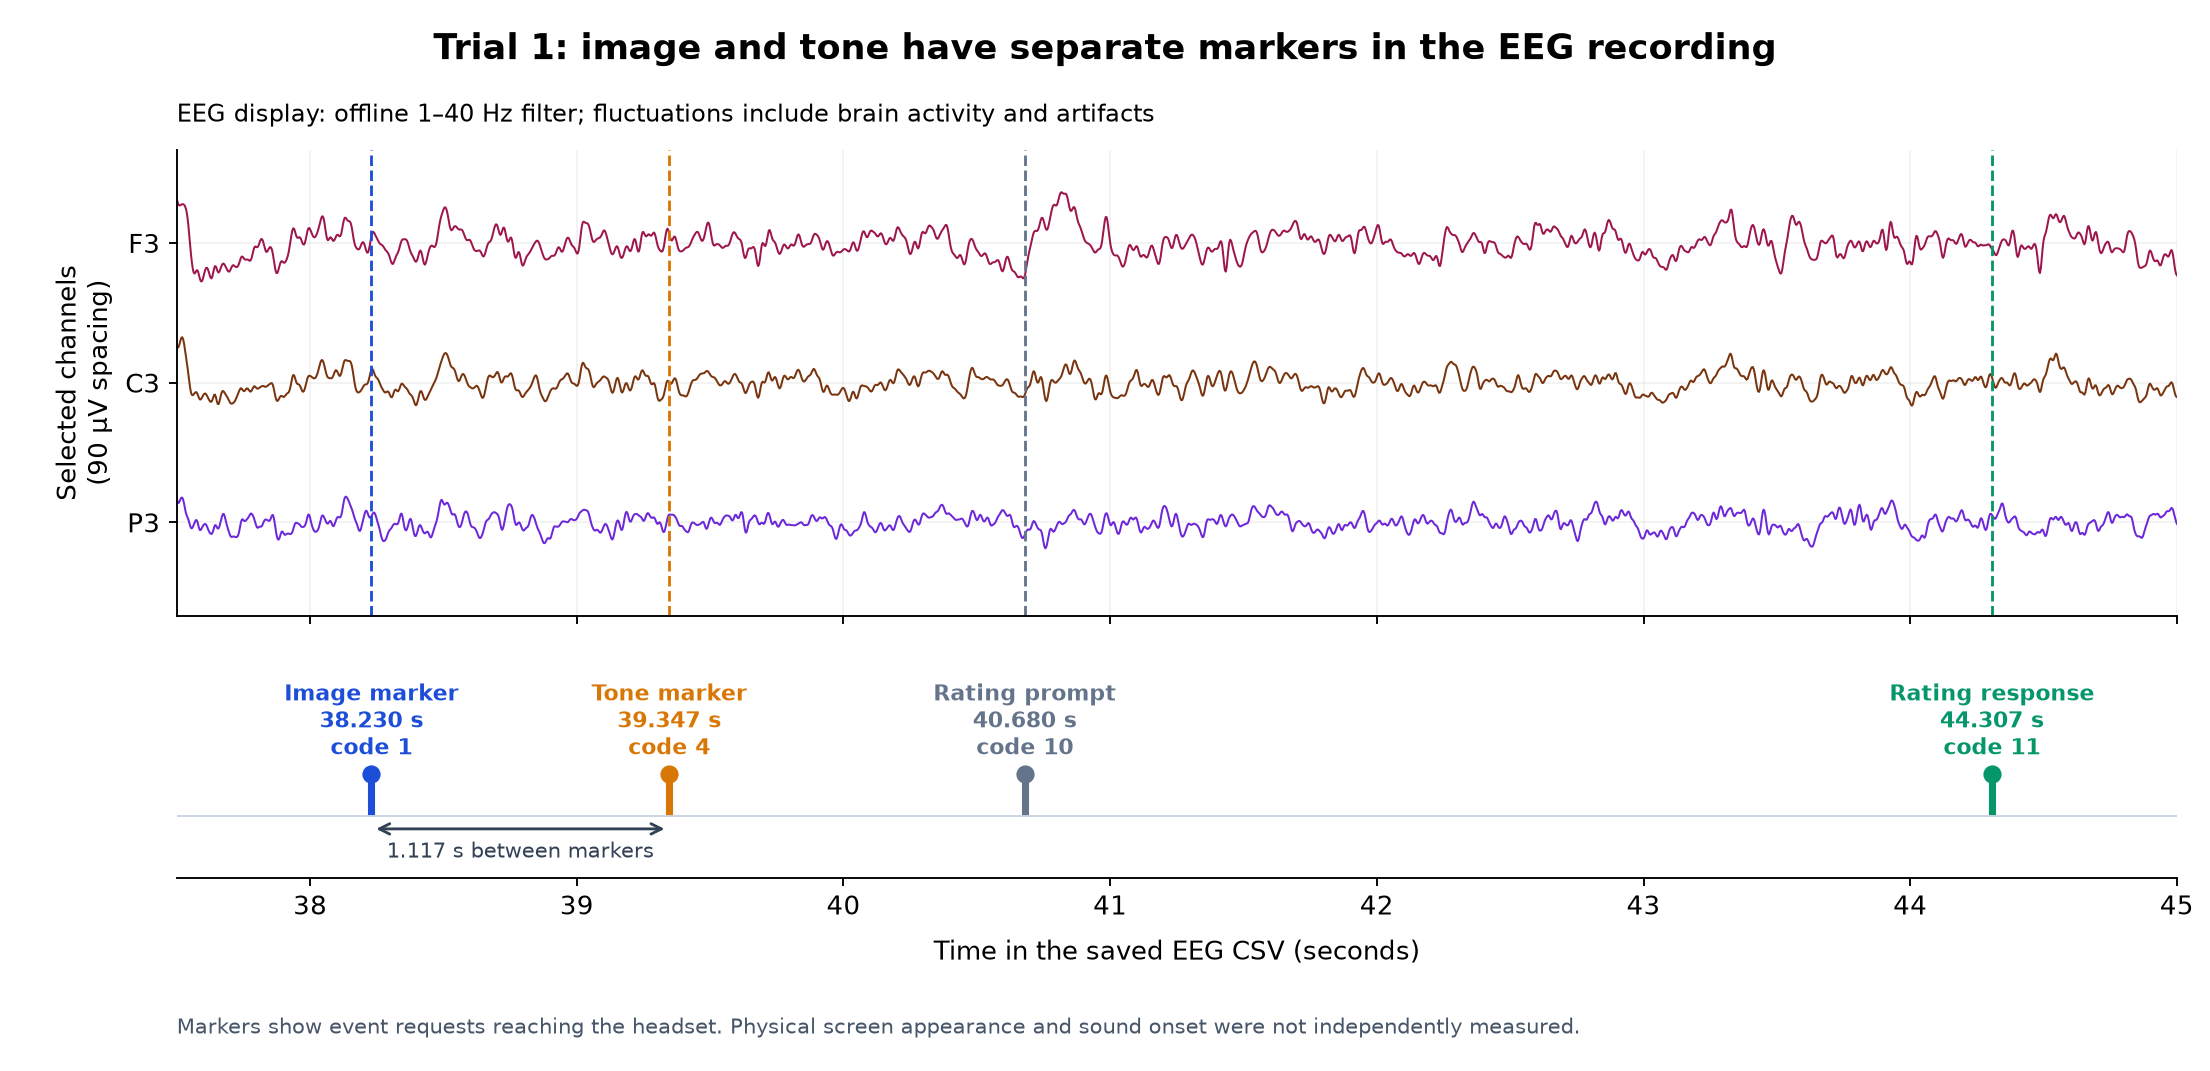 Trial 1: image and tone have separate markers in the EEG recording
EEG display: offline 1–40 Hz filter; fluctuations include brain activity and artifacts
Selected channels
(90 µV spacing)
F3
C3
P3
Image marker
38.230 s
code 1
Tone marker
39.347 s
code 4
Rating prompt
40.680 s
code 10
Rating response
44.307 s
code 11
1.117 s between markers
38 39 40 41 42 43 44 45
Time in the saved EEG CSV (seconds)
Markers show event requests reaching the headset. Physical screen appearance and sound onset were not independently measured.